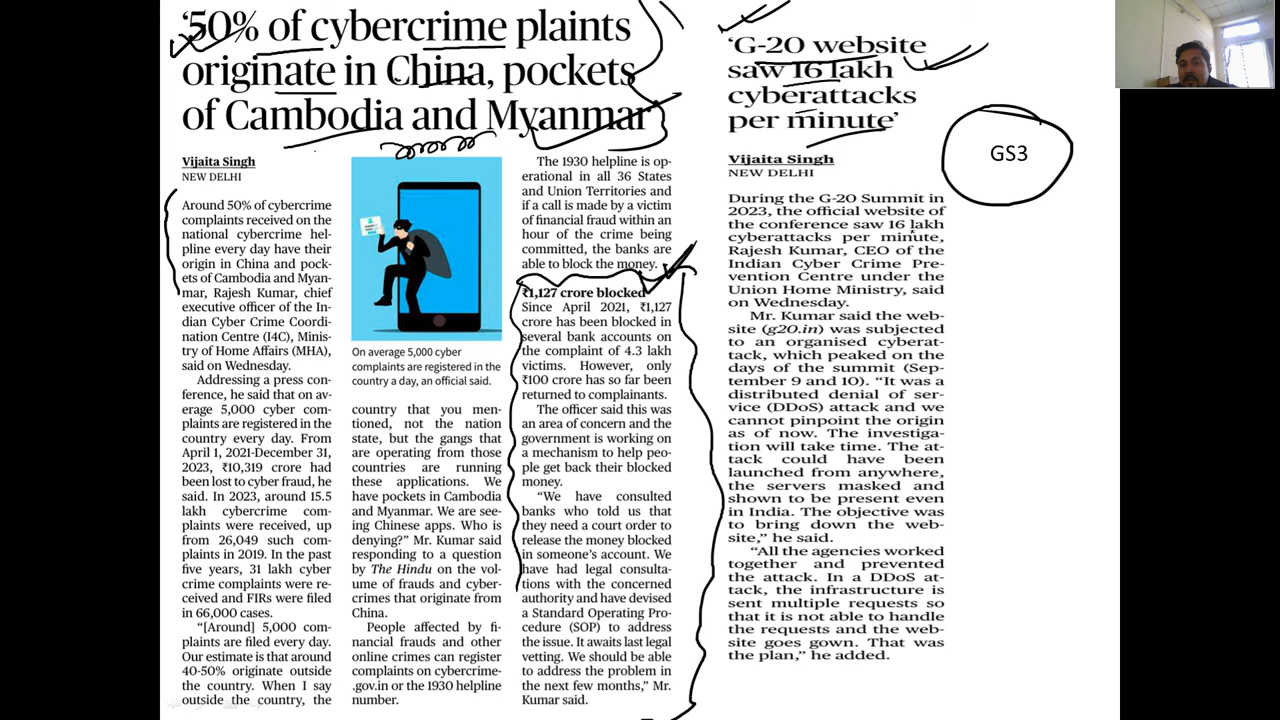 ‘50% of cybercrime plaints
originate in China, pockets
of Cambodia and Myanmar’
Vijaita Singh
NEW DELHI
Around 50% of cybercrime
complaints received on the
national cybercrime hel-
pline every day have their
origin in China and pock-
ets of Cambodia and Myan-
mar, Rajesh Kumar, chief
executive officer of the In-
dian Cyber Crime Coordi-
nation Centre (I4C), Minis-
try of Home Affairs (MHA),
said on Wednesday.
Addressing a press con-
ference, he said that on av-
erage 5,000 cyber com-
plaints are registered in the
country every day. From
April 1, 2021-December 31,
2023, ₹10,319 crore had
been lost to cyber fraud, he
said. In 2023, around 15.5
lakh cybercrime com-
plaints were received, up
from 26,049 such com-
plaints in 2019. In the past
five years, 31 lakh cyber
crime complaints were re-
ceived and FIRs were filed
in 66,000 cases.
“[Around] 5,000 com-
plaints are filed every day.
Our estimate is that around
40-50% originate outside
the country. When I say
outside the country, the
On average 5,000 cyber
complaints are registered in the
country a day, an official said.
country that you men-
tioned, not the nation
state, but the gangs that
are operating from those
countries are running
these applications. We
have pockets in Cambodia
and Myanmar. We are see-
ing Chinese apps. Who is
denying?” Mr. Kumar said
responding to a question
by The Hindu on the vol-
ume of frauds and cyber-
crimes that originate from
China.
People affected by fi-
nancial frauds and other
online crimes can register
complaints on cybercrime-
.gov.in or the 1930 helpline
number.
The 1930 helpline is op-
erational in all 36 States
and Union Territories and
if a call is made by a victim
of financial fraud within an
hour of the crime being
committed, the banks are
able to block the money.
₹1,127 crore blocked
Since April 2021, ₹1,127
crore has been blocked in
several bank accounts on
the complaint of 4.3 lakh
victims. However, only
₹100 crore has so far been
returned to complainants.
The officer said this was
an area of concern and the
government is working on
a mechanism to help peo-
ple get back their blocked
money.
“We have consulted
banks who told us that
they need a court order to
release the money blocked
in someone’s account. We
have had legal consulta-
tions with the concerned
authority and have devised
a Standard Operating Pro-
cedure (SOP) to address
the issue. It awaits last legal
vetting. We should be able
to address the problem in
the next few months,” Mr.
Kumar said.
‘G-20 website
saw 16 lakh
cyberattacks
per minute’
Vijaita Singh
NEW DELHI
During the G-20 Summit in
2023, the official website of
the conference saw 16 lakh
cyberattacks per minute,
Rajesh Kumar, CEO of the
Indian Cyber Crime Pre-
vention Centre under the
Union Home Ministry, said
on Wednesday.
Mr. Kumar said the web-
site (g20.in) was subjected
to an organised cyberat-
tack, which peaked on the
days of the summit (Sep-
tember 9 and 10). “It was a
distributed denial of ser-
vice (DDoS) attack and we
cannot pinpoint the origin
as of now. The investiga-
tion will take time. The at-
tack could have been
launched from anywhere,
the servers masked and
shown to be present even
in India. The objective was
to bring down the web-
site,” he said.
“All the agencies worked
together and prevented
the attack. In a DDoS at-
tack, the infrastructure is
sent multiple requests so
that it is not able to handle
the requests and the web-
site goes gown. That was
the plan,” he added.
GS3